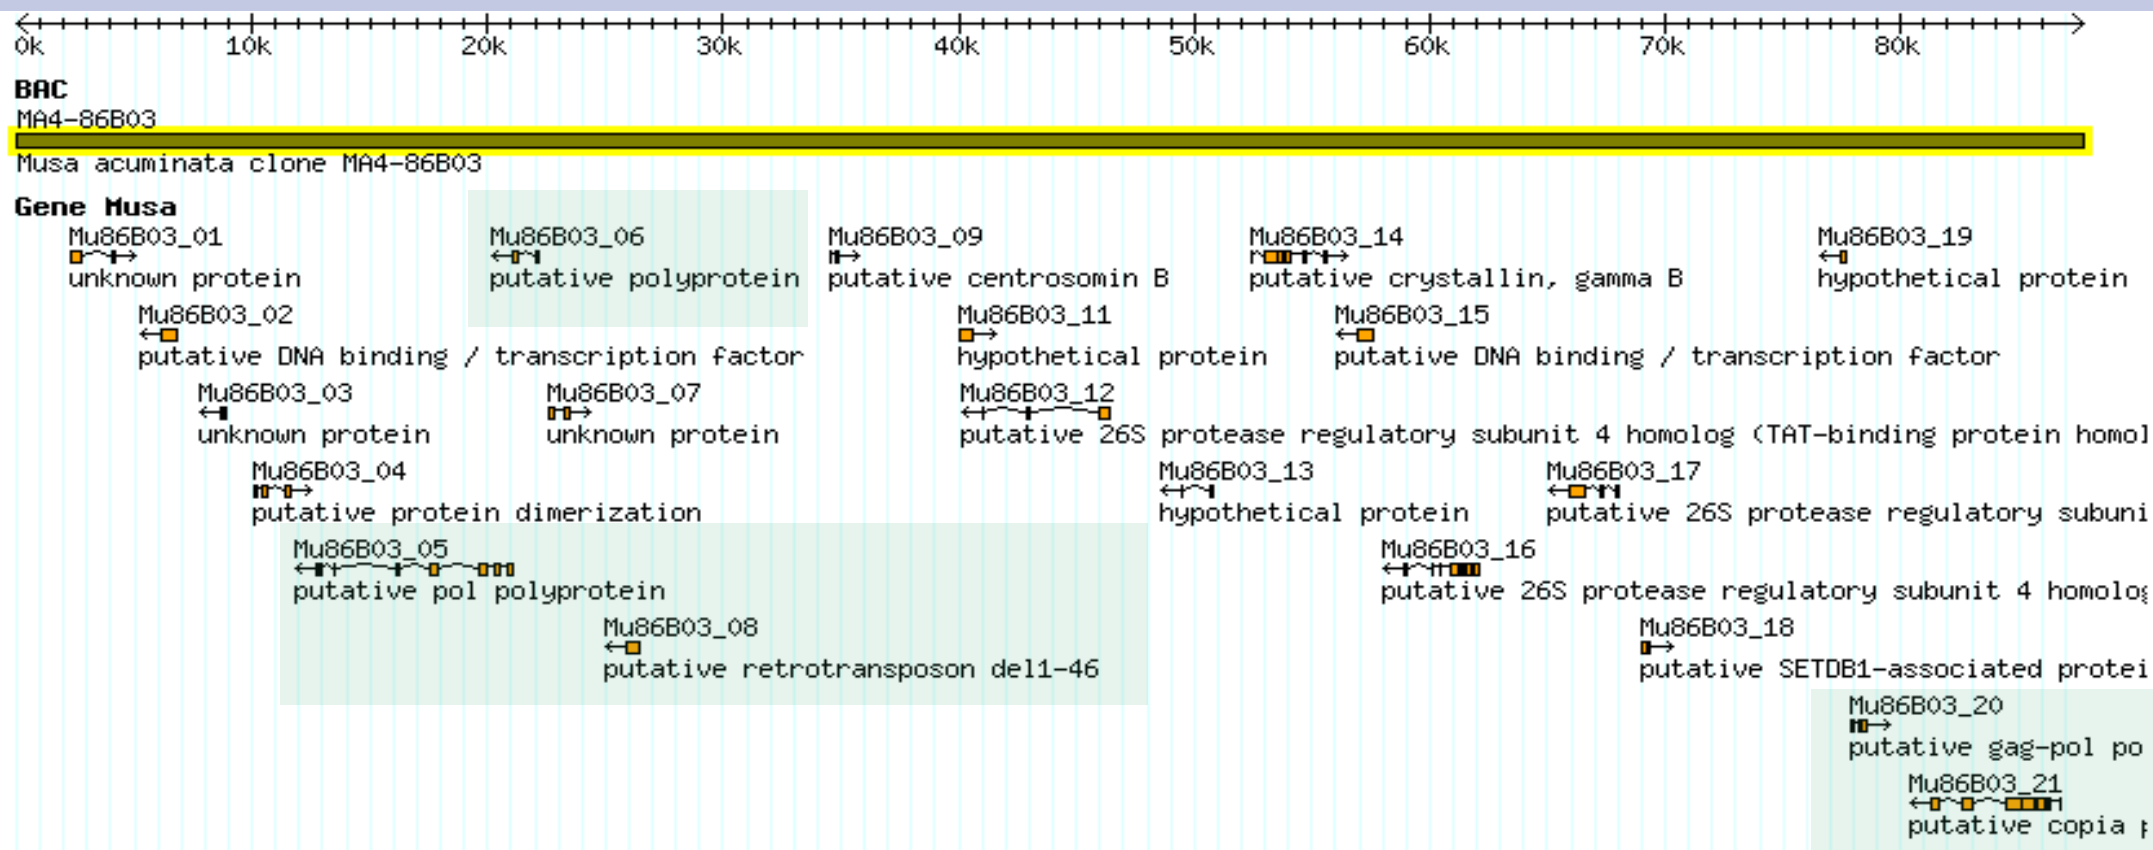 0k 10k 20k 30k 40k 50k 60k 70k 80k
BAC
MA4-86B03
Musa acuminata clone MA4-86B03
Gene Musa
Mu86B03_01 Mu86B03_06 Mu86B03_09 Mu86B03_14 Mu86B03_19
unknown protein putative polyprotein putative centrosomin B putative crystallin, gamma B hypothetical protein
Mu86B03_02 Mu86B03_11 Mu86B03_15
putative DNA binding / transcription factor hypothetical protein putative DNA binding / transcription factor
Mu86B03_03 Mu86B03_07 Mu86B03_12
unknown protein unknown protein putative 26S protease regulatory subunit 4 homolog (TAT-binding protein homol
Mu86B03_04 Mu86B03_13 Mu86B03_17
putative protein dimerization hypothetical protein putative 26S protease regulatory subuni
Mu86B03_05 Mu86B03_16
putative pol polyprotein putative 26S protease regulatory subunit 4 homolog
Mu86B03_08 Mu86B03_18
putative retrotransposon del1-46 putative SETDB1-associated protei
Mu86B03_20
putative gag-pol po
Mu86B03_21
putative copia